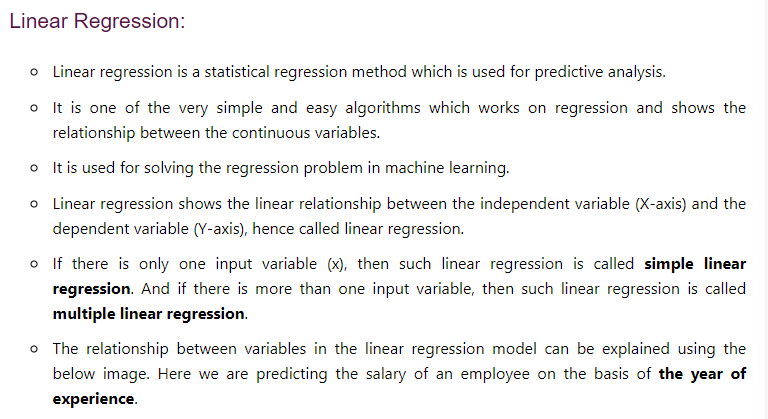 Linear Regression:
Linear regression is a statistical regression method which is used for predictive analysis.
It is one of the very simple and easy algorithms which works on regression and shows the
relationship between the continuous variables.
It is used for solving the regression problem in machine learning.
Linear regression shows the linear relationship between the independent variable (X-axis) and the
dependent variable (Y-axis), hence called linear regression.
If there is only one input variable (x), then such linear regression is called simple linear
regression. And if there is more than one input variable, then such linear regression is called
multiple linear regression.
The relationship between variables in the linear regression model can be explained using the
below image. Here we are predicting the salary of an employee on the basis of the year of
experience.